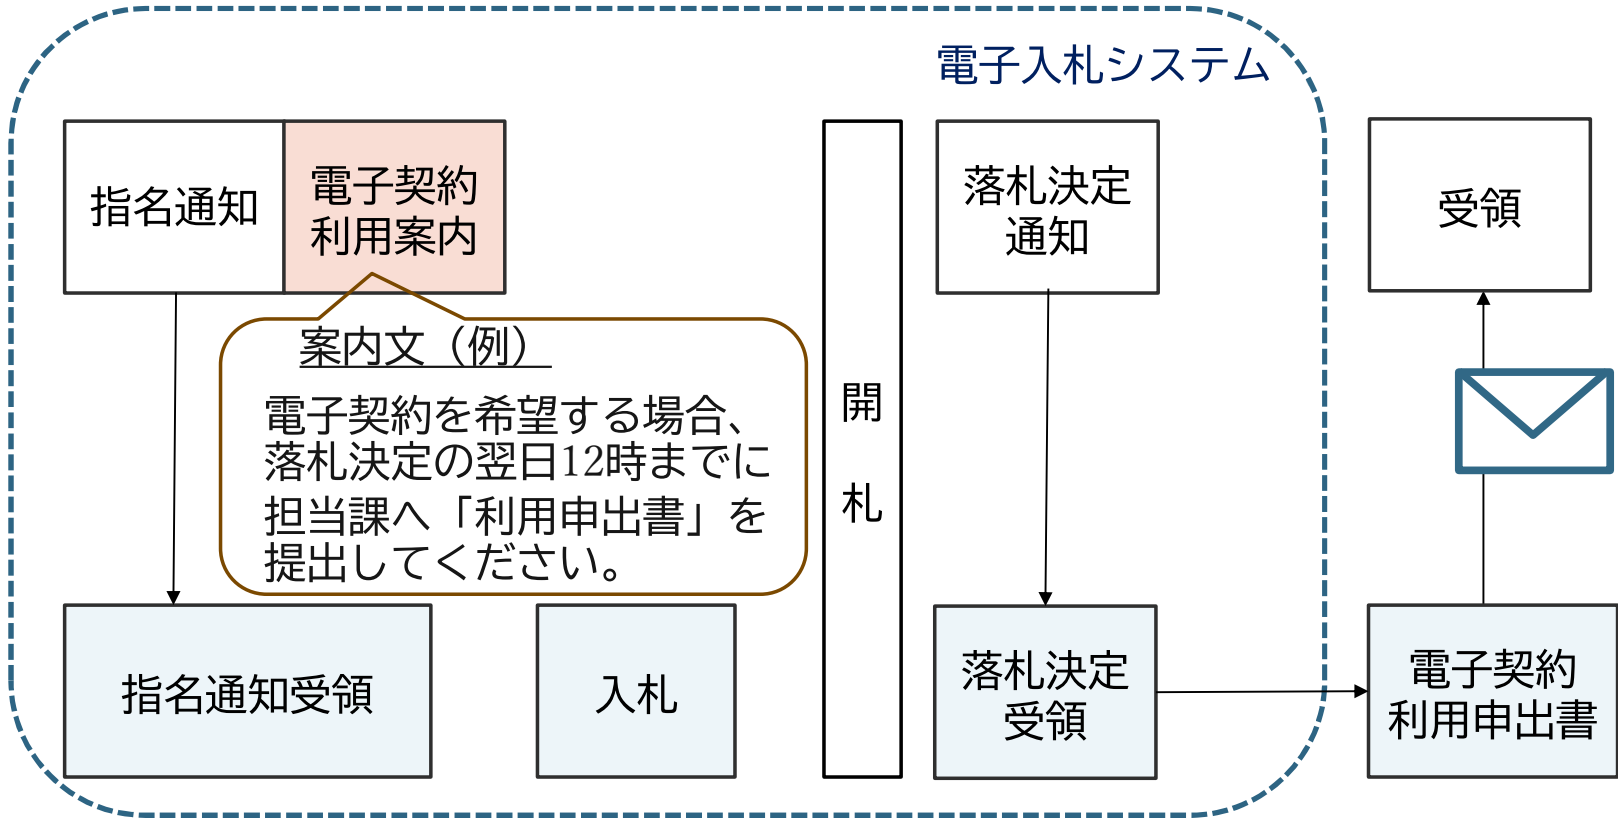 電子入札システム
指名通知
電子契約
利用案内
落札決定
通知
受領
案内文（例）
電子契約を希望する場合、
落札決定の翌日12時までに
担当課へ「利用申出書」を
提出してください。
開
札
指名通知受領
入札
落札決定
受領
電子契約
利用申出書